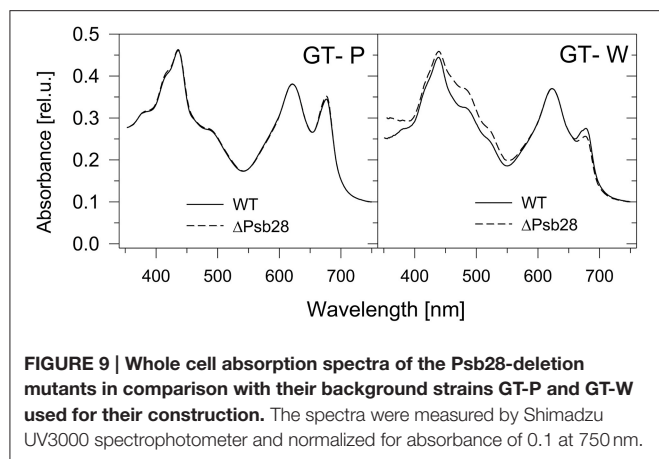 0.5
0.4
0.3
0.2
0.1
0.0
Absorbance [rel.u.]
GT- P
WT
ΔPsb28
GT- W
WT
ΔPsb28
400 500 600 700
400 500 600 700
Wavelength [nm]
FIGURE 9 | Whole cell absorption spectra of the Psb28-deletion
mutants in comparison with their background strains GT-P and GT-W
used for their construction. The spectra were measured by Shimadzu
UV3000 spectrophotometer and normalized for absorbance of 0.1 at 750 nm.